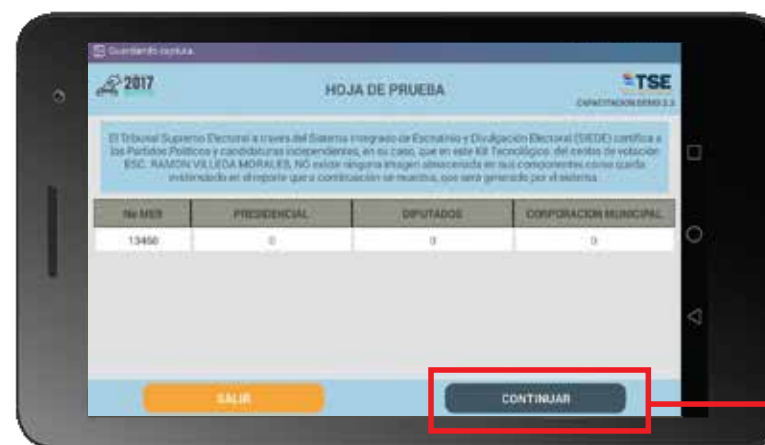 Guardando captura.
2017
HOJA DE PRUEBA
TSE
CAPACITACION DEMO 2.3
El Tribunal Supremo Electoral a traves del Sistema Integrado de Escrutinio y Divulgación Electoral (SIEDE) certifica a
los Partidos Politicos y candidaturas independientes, en su caso, que en este Kit Tecnológico, del centro de votación
ESC. RAMON VILLEDA MORALES, NO existe ninguna imagen almacenada en sus componentes como queda
evidenciado en el reporte que a continuación se muestra, que será generado por el sistema.
No MER PRESIDENCIAL DIPUTADOS CORPORACION MUNICIPAL
13450 0 0 0
SALIR CONTINUAR